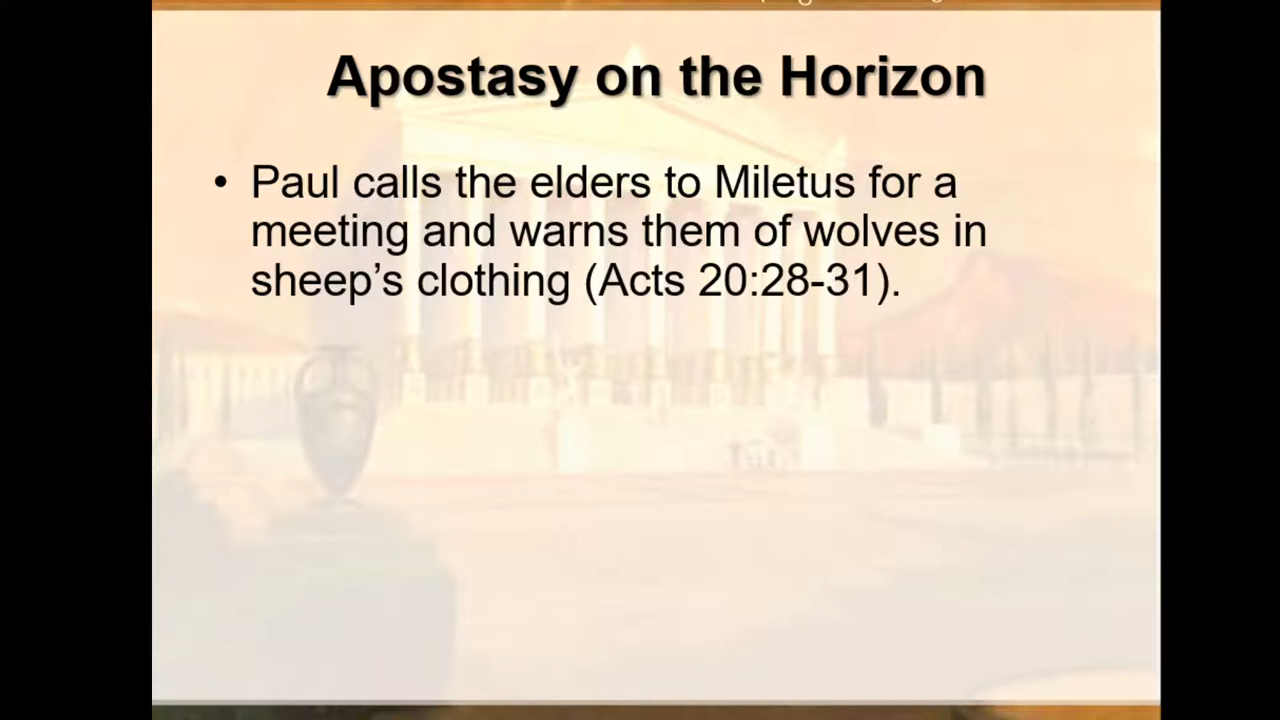 Apostasy on the Horizon
• Paul calls the elders to Miletus for a
meeting and warns them of wolves in
sheep’s clothing (Acts 20:28-31).